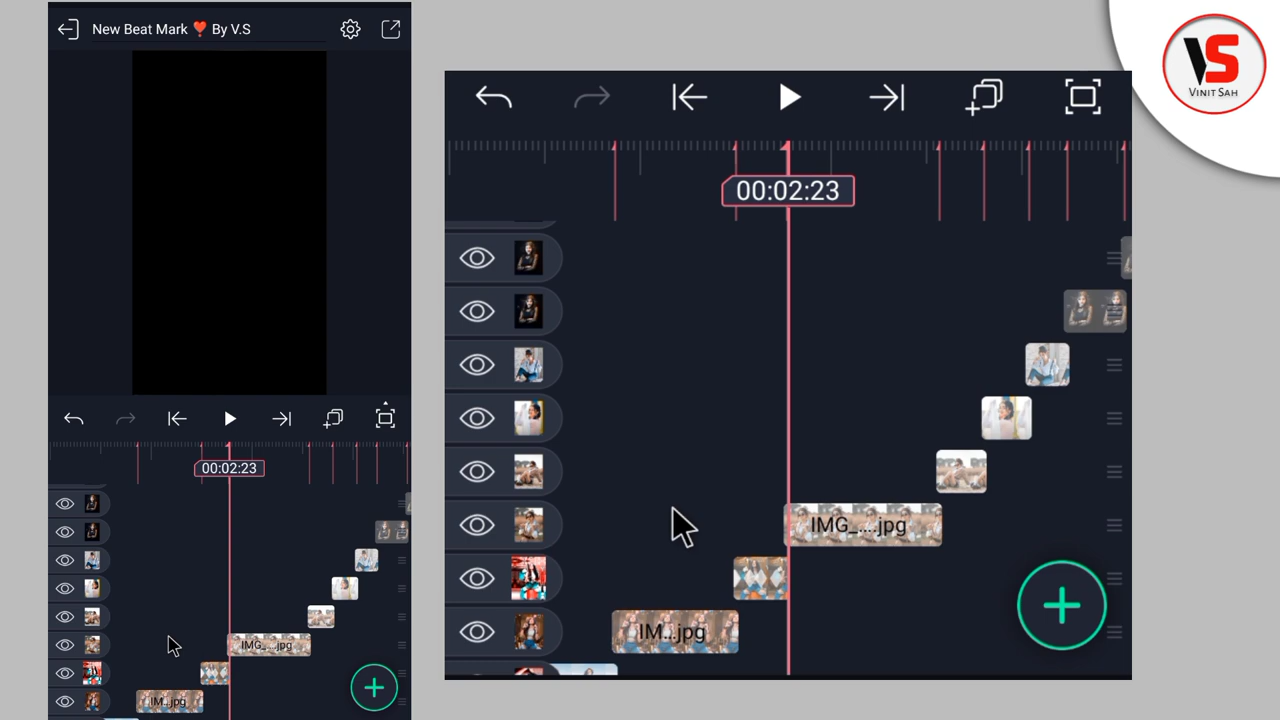 New Beat Mark ❤️ By V.S
00:02:23
IMG_....jpg
IM...jpg
00:02:23
IMG_....jpg
IM...jpg
VS
VINIT SAH